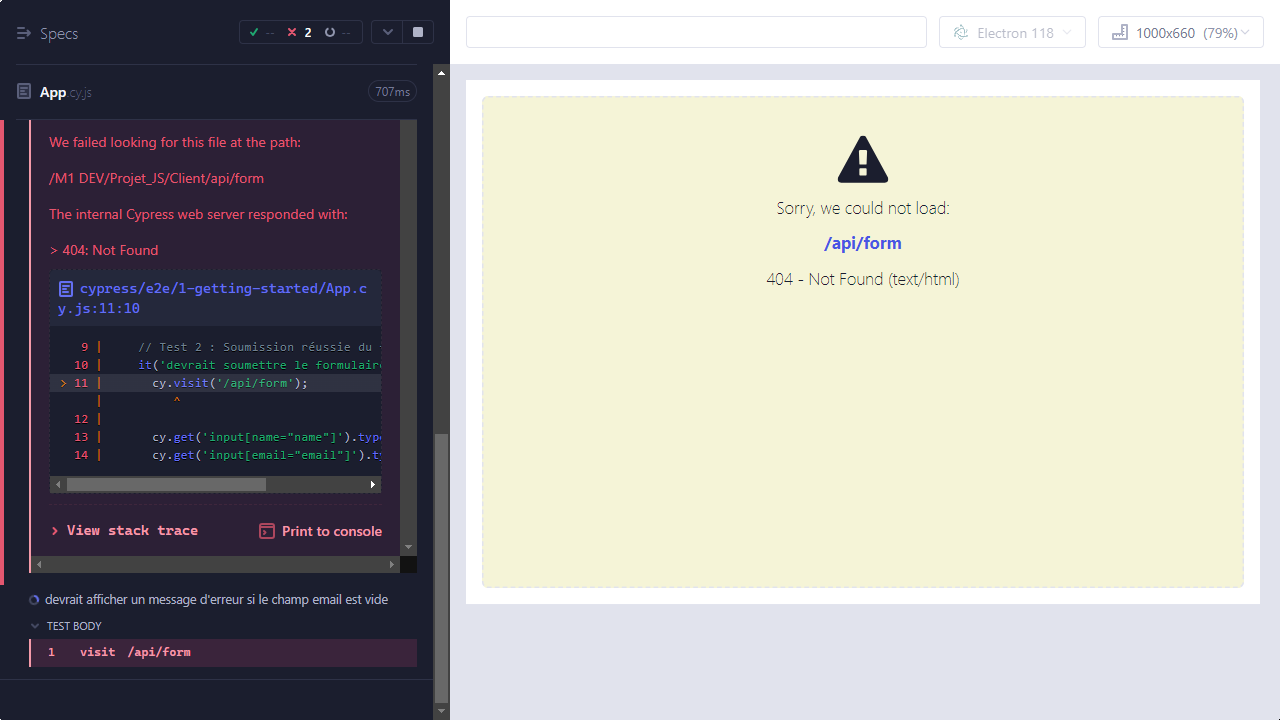 Specs
--
2
--
App.cy.js
707ms
We failed looking for this file at the path:
/M1 DEV/Projet_JS/Client/api/form
The internal Cypress web server responded with:
> 404: Not Found
cypress/e2e/1-getting-started/App.c
y.js:11:10
9 | // Test 2 : Soumission réussie du
10 | it('devrait soumettre le formulaire
> 11 | cy.visit('/api/form');
| ^
12 |
13 | cy.get('input[name="name"]').typ
14 | cy.get('input[email="email"]').t
View stack trace
Print to console
devrait afficher un message d'erreur si le champ email est vide
TEST BODY
1 visit /api/form
Electron 118
1000x660 (79%)
Sorry, we could not load:
/api/form
404 - Not Found (text/html)